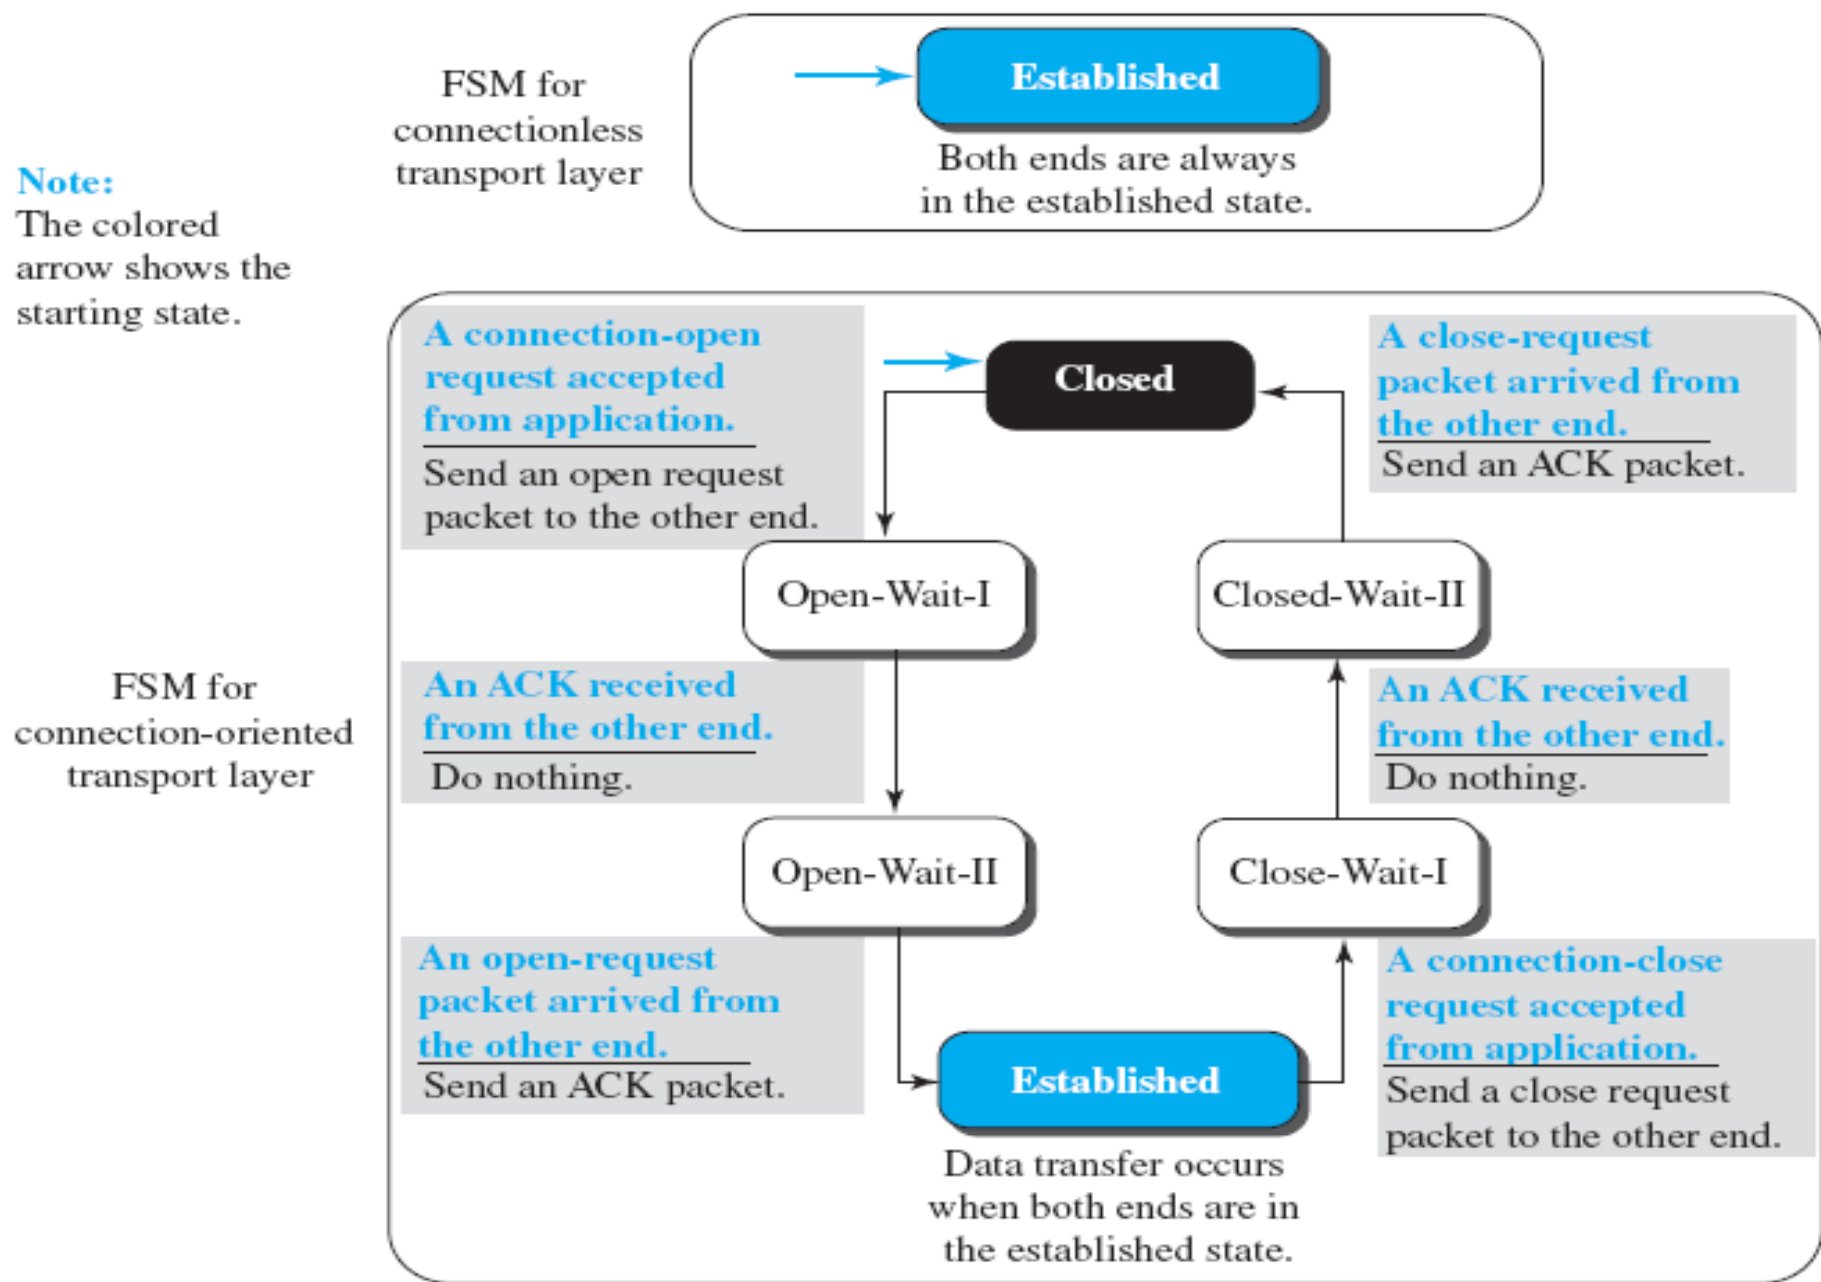 FSM for
connectionless
transport layer
Established
Both ends are always
in the established state.
Note:
The colored
arrow shows the
starting state.
FSM for
connection-oriented
transport layer
A connection-open
request accepted
from application.
Send an open request
packet to the other end.
Closed
A close-request
packet arrived from
the other end.
Send an ACK packet.
Open-Wait-I
Closed-Wait-II
An ACK received
from the other end.
Do nothing.
An ACK received
from the other end.
Do nothing.
Open-Wait-II
Close-Wait-I
An open-request
packet arrived from
the other end.
Send an ACK packet.
Established
Data transfer occurs
when both ends are in
the established state.
A connection-close
request accepted
from application.
Send a close request
packet to the other end.